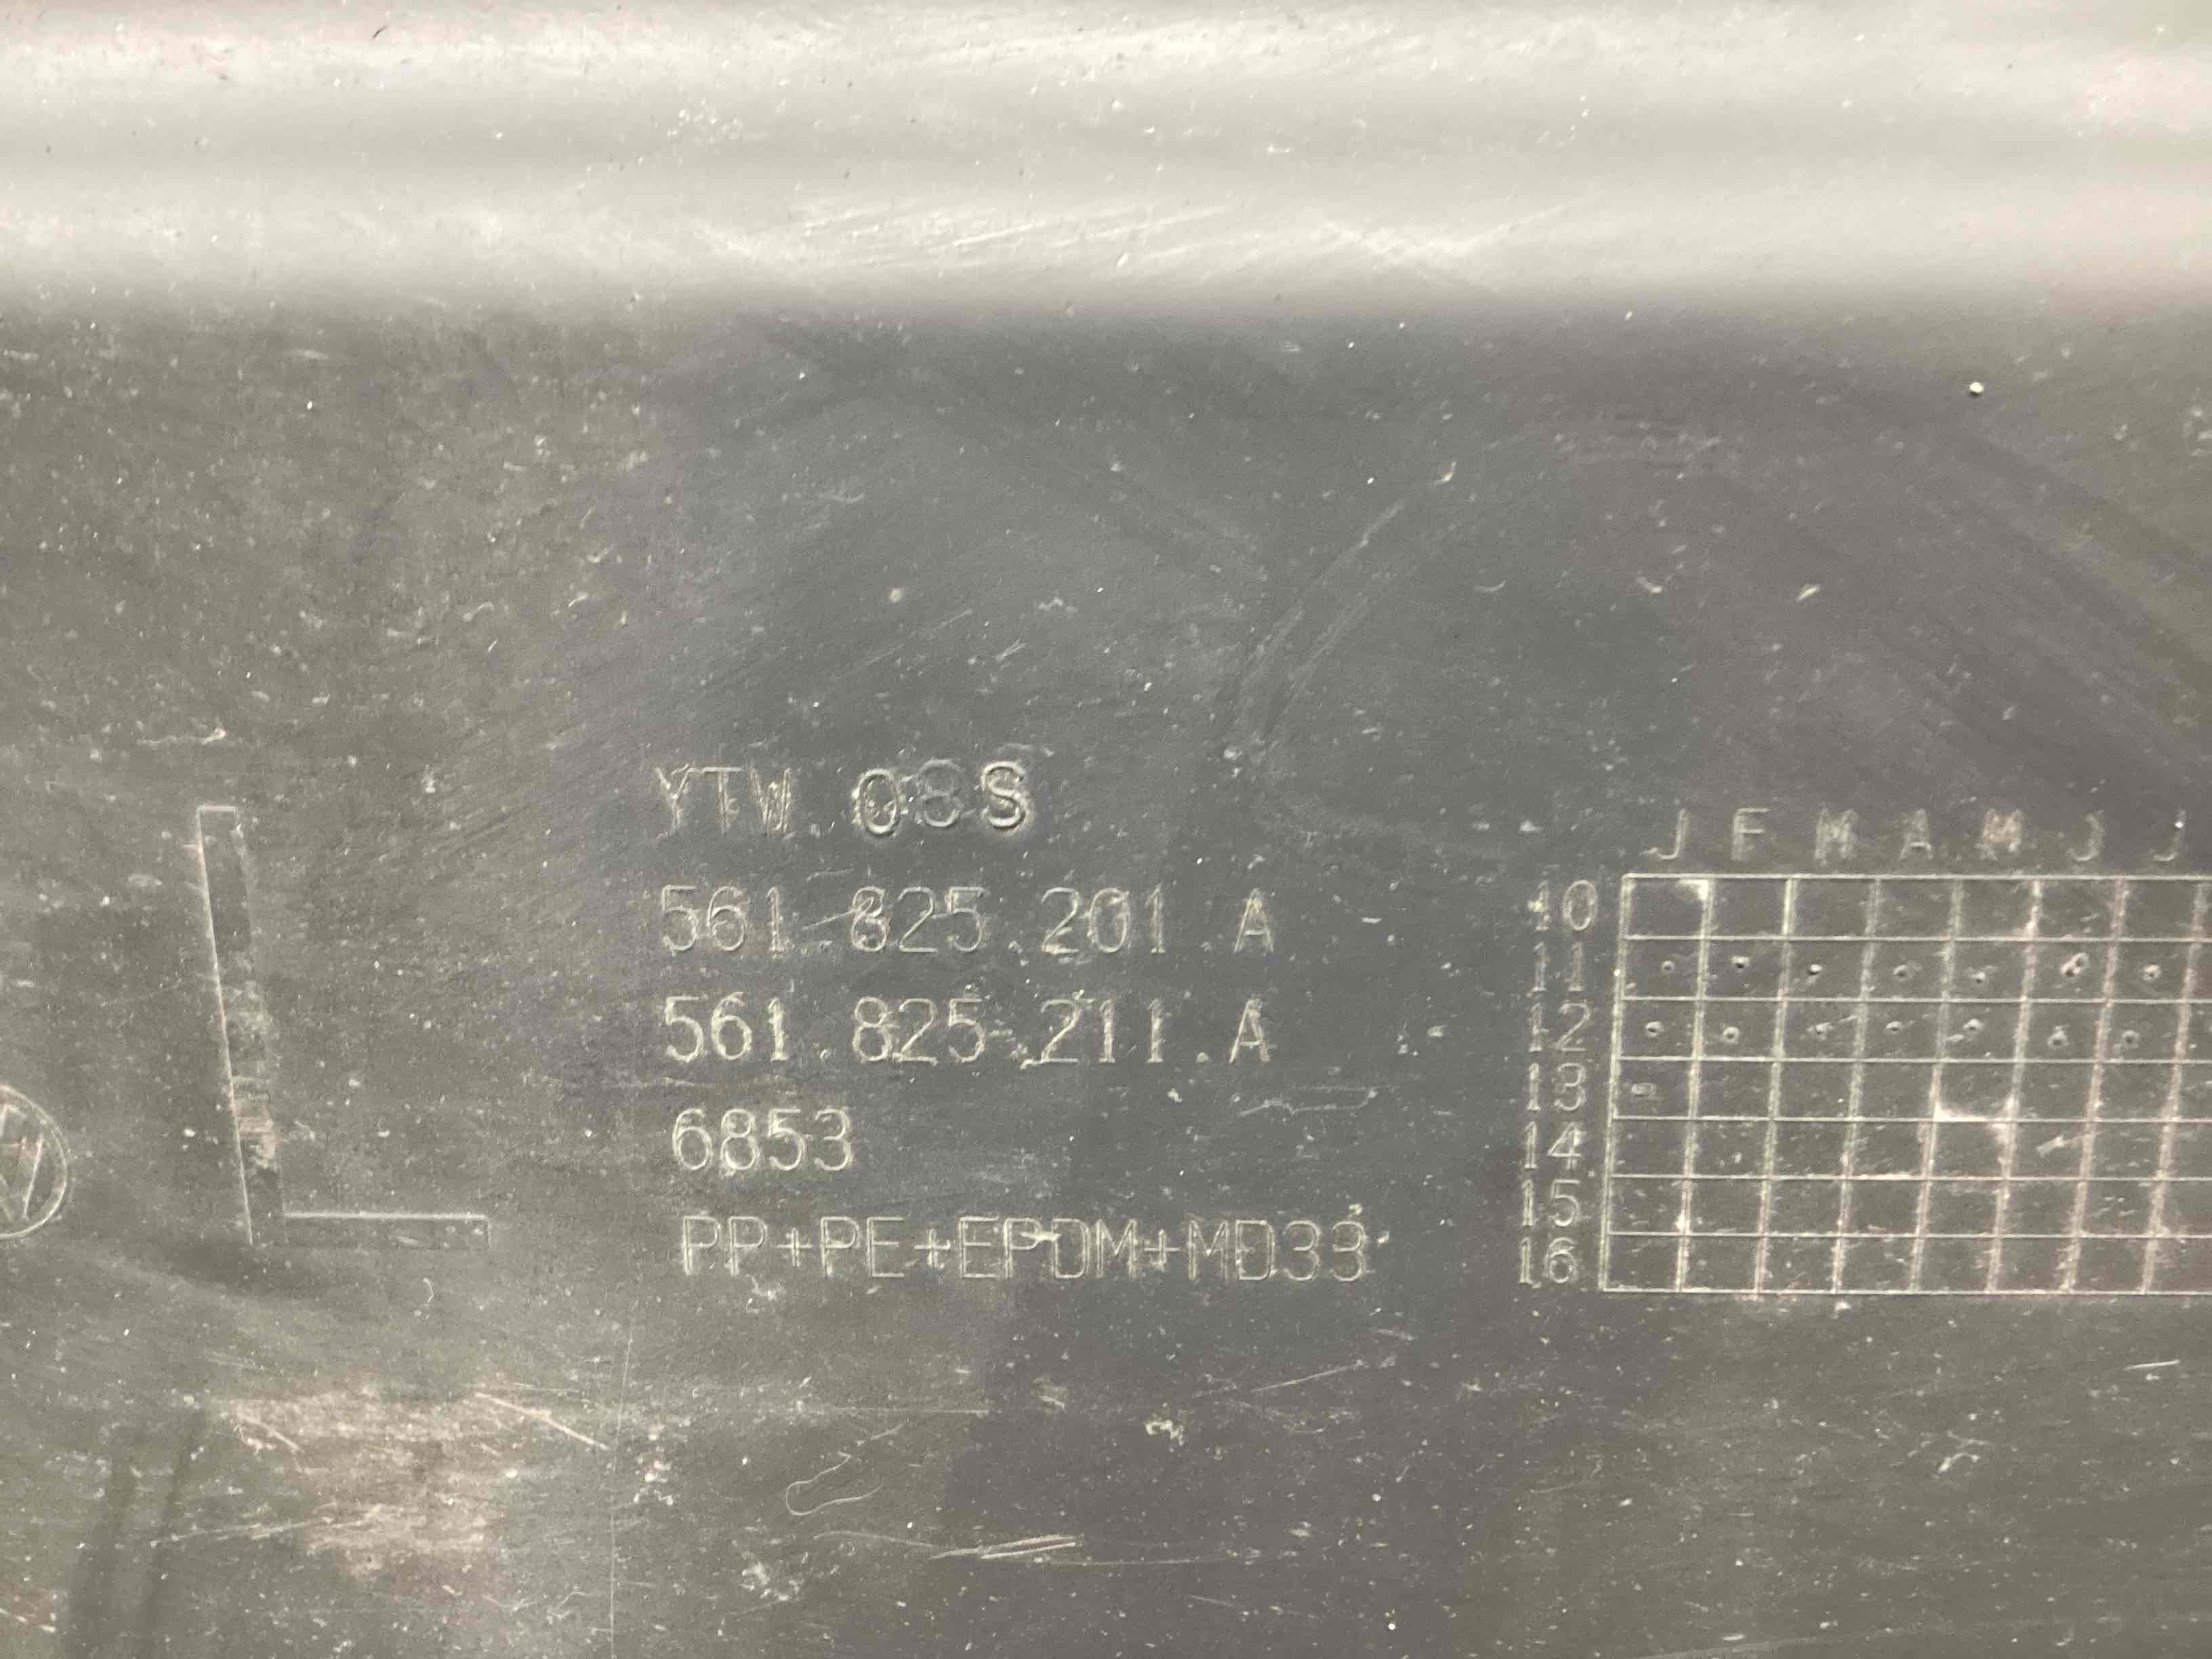 YTW 08S
561.825.201.A
561.825.211.A
6853
PP+PE+EPDM+MD33
L
J F M A M J J
10
11
12
13
14
15
16
VW